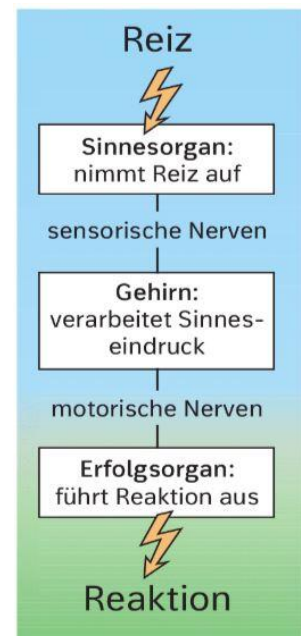 Reiz
Sinnesorgan:
nimmt Reiz auf
sensorische Nerven
Gehirn:
verarbeitet Sinnes-
eindruck
motorische Nerven
Erfolgsorgan:
führt Reaktion aus
Reaktion